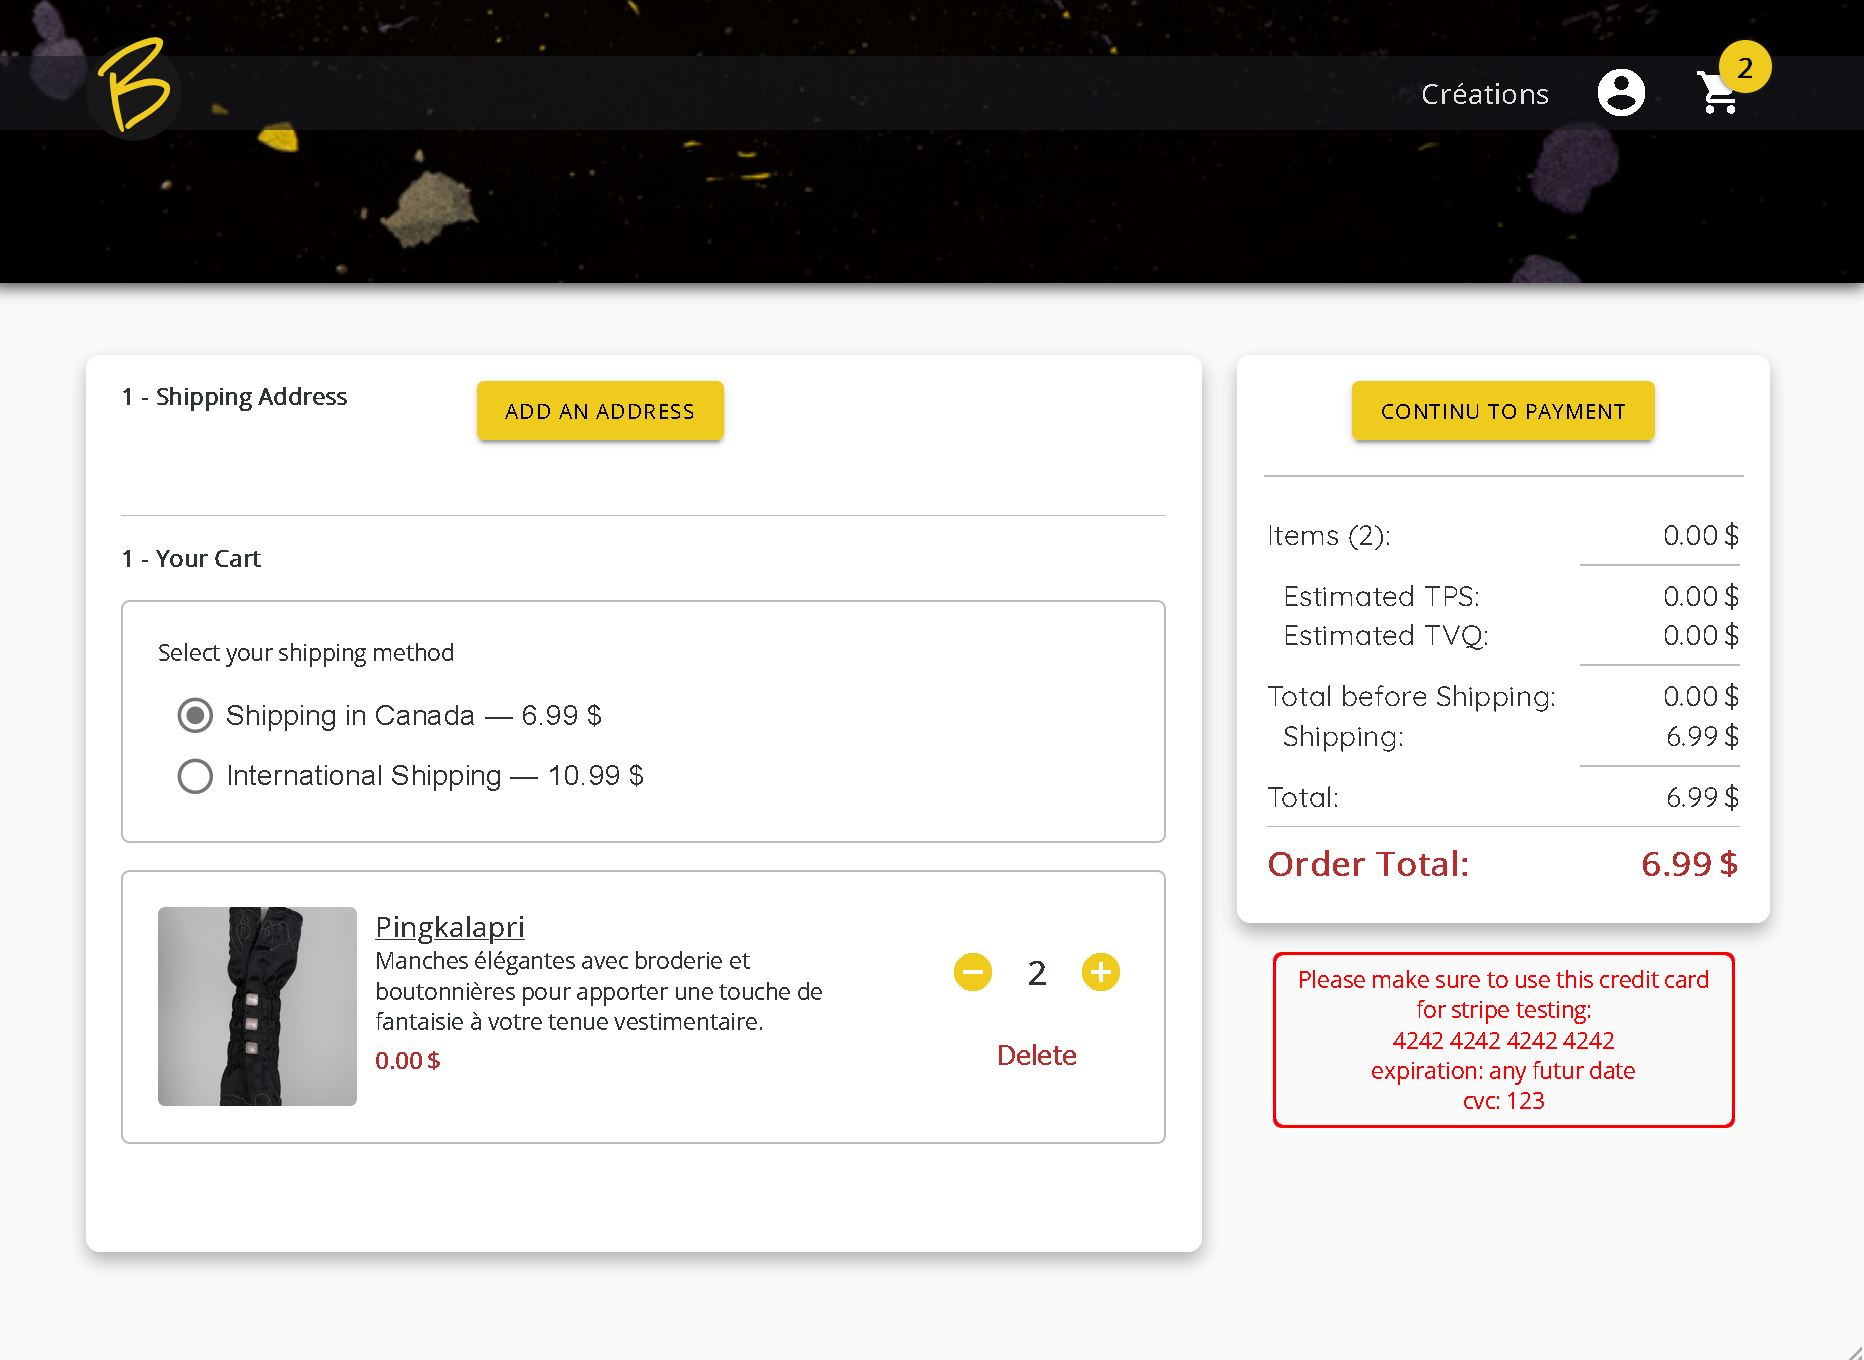 B
Créations
2
1 - Shipping Address
ADD AN ADDRESS
1 - Your Cart
Select your shipping method
Shipping in Canada — 6.99 $
International Shipping — 10.99 $
Pingkalapri
Manches élégantes avec broderie et
boutonnières pour apporter une touche de
fantaisie à votre tenue vestimentaire.
0.00 $
2
Delete
CONTINU TO PAYMENT
Items (2): 0.00 $
Estimated TPS: 0.00 $
Estimated TVQ: 0.00 $
Total before Shipping: 0.00 $
Shipping: 6.99 $
Total: 6.99 $
Order Total: 6.99 $
Please make sure to use this credit card
for stripe testing:
4242 4242 4242 4242
expiration: any futur date
cvc: 123